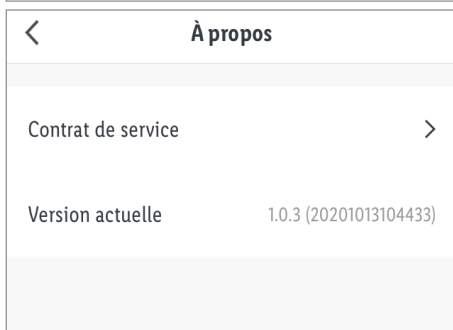 À propos
Contrat de service
Version actuelle 1.0.3 (20201013104433)